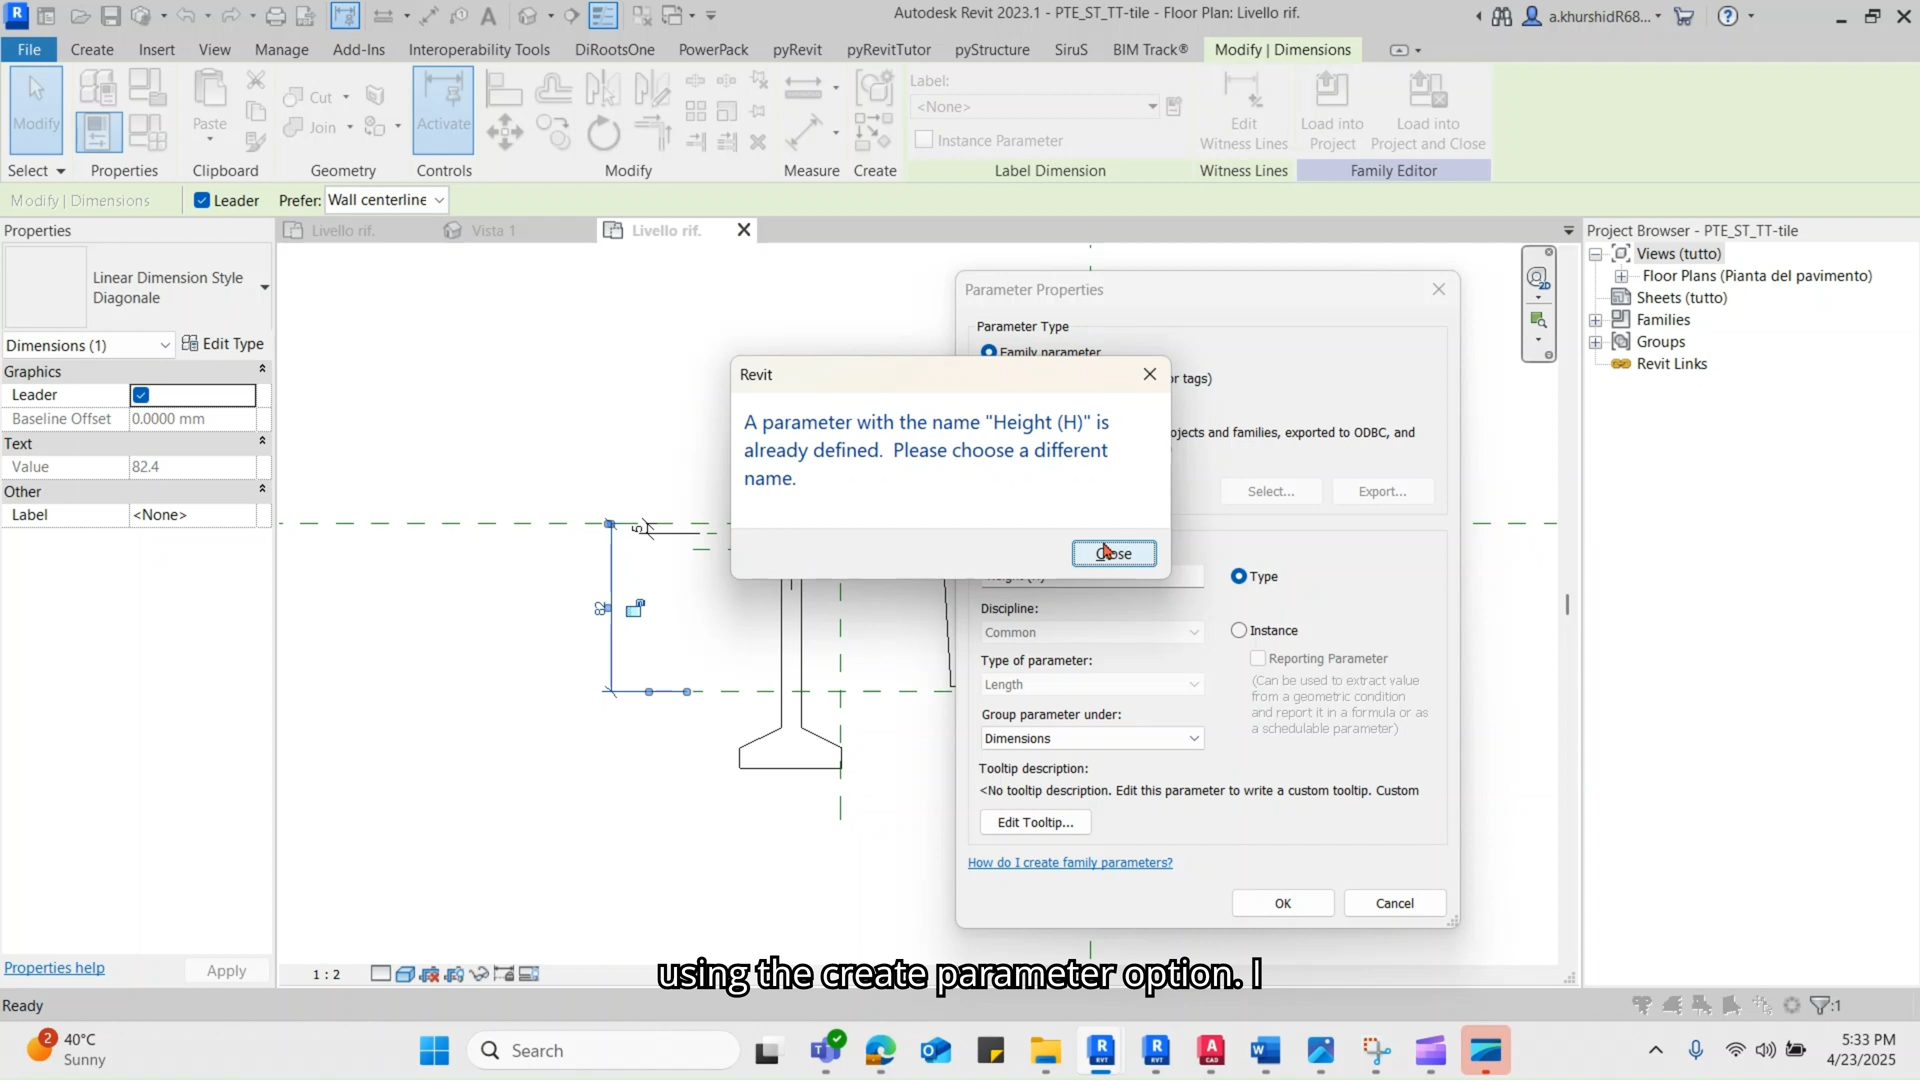 Autodesk Revit 2023.1 - PTE_ST_TT-tile - Floor Plan: Livello rif.
a.khurshidR68...
File Create Insert View Manage Add-Ins Interoperability Tools DiRootsOne PowerPack pyRevit pyRevitTutor pyStructure SiruS BIM Track® Modify | Dimensions
Modify
Paste
Cut
Join
Activate
Label:
<None>
Instance Parameter
Edit
Witness Lines
Load into
Project
Load into
Project and Close
Select Properties Clipboard Geometry Controls Modify Measure Create Label Dimension Witness Lines Family Editor
Modify | Dimensions Leader Prefer: Wall centerline
Properties
Linear Dimension Style
Diagonale
Dimensions (1) Edit Type
Graphics
Leader
Baseline Offset 0.0000 mm
Text
Value 82.4
Other
Label <None>
Properties help Apply
Livello rif. Vista 1 Livello rif.
5
82
Parameter Properties
Parameter Type
Family parameter
or tags)
ojects and families, exported to ODBC, and
Select... Export...
Revit
A parameter with the name "Height (H)" is
already defined. Please choose a different
name.
Close
Type
Discipline:
Common
Instance
Type of parameter:
Reporting Parameter
Length
(Can be used to extract value
from a geometric condition
and report it in a formula or as
a schedulable parameter)
Group parameter under:
Dimensions
Tooltip description:
<No tooltip description. Edit this parameter to write a custom tooltip. Custom
Edit Tooltip...
How do I create family parameters?
OK Cancel
Project Browser - PTE_ST_TT-tile
Views (tutto)
Floor Plans (Pianta del pavimento)
Sheets (tutto)
Families
Groups
Revit Links
1 : 2
using the create parameter option. I
Ready
:1
2
40°C
Sunny
Search
5:33 PM
4/23/2025